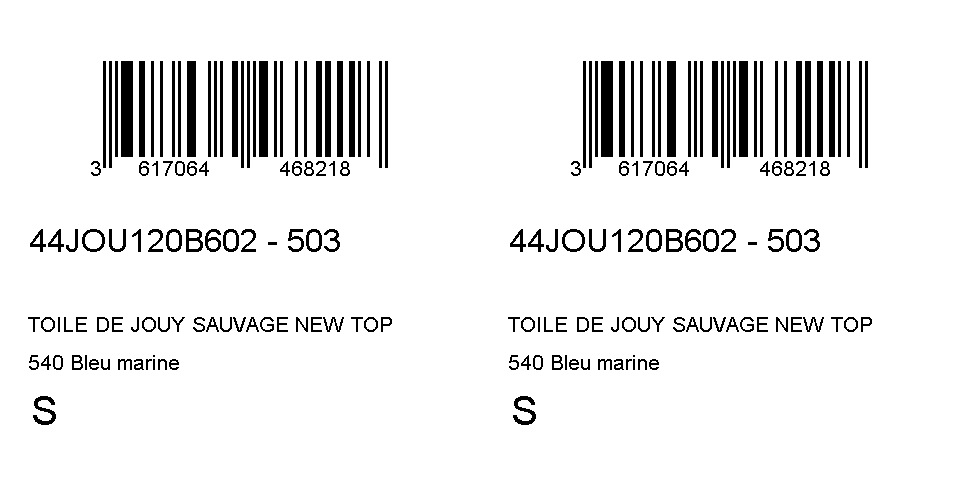 3 617064 468218
44JOU120B602 - 503
TOILE DE JOUY SAUVAGE NEW TOP
540 Bleu marine
S
3 617064 468218
44JOU120B602 - 503
TOILE DE JOUY SAUVAGE NEW TOP
540 Bleu marine
S